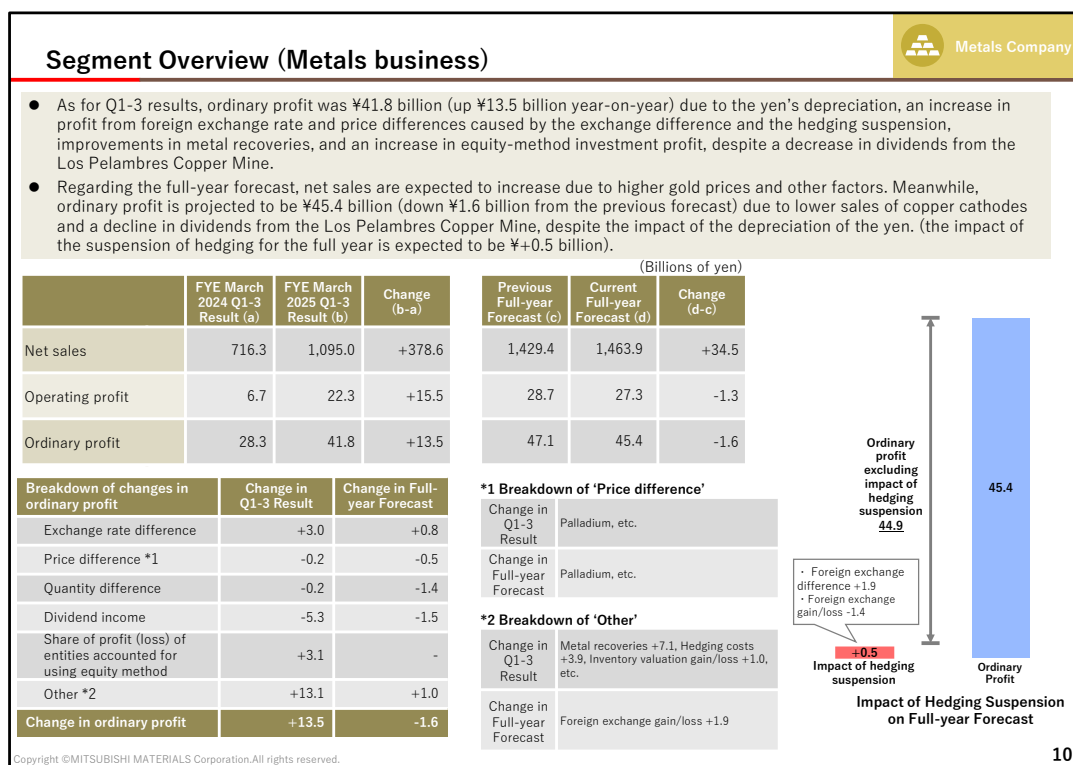 Segment Overview (Metals business)
Metals Company
● As for Q1-3 results, ordinary profit was ¥41.8 billion (up ¥13.5 billion year-on-year) due to the yen's depreciation, an increase in
profit from foreign exchange rate and price differences caused by the exchange difference and the hedging suspension,
improvements in metal recoveries, and an increase in equity-method investment profit, despite a decrease in dividends from the
Los Pelambres Copper Mine.
● Regarding the full-year forecast, net sales are expected to increase due to higher gold prices and other factors. Meanwhile,
ordinary profit is projected to be ¥45.4 billion (down ¥1.6 billion from the previous forecast) due to lower sales of copper cathodes
and a decline in dividends from the Los Pelambres Copper Mine, despite the impact of the depreciation of the yen. (the impact of
the suspension of hedging for the full year is expected to be ¥+0.5 billion).
(Billions of yen)
FYE March
2024 Q1-3
Result (a)
FYE March
2025 Q1-3
Result (b)
Change
(b-a)
Previous
Full-year
Forecast (c)
Current
Full-year
Forecast (d)
Change
(d-c)
Net sales 716.3 1,095.0 +378.6 1,429.4 1,463.9 +34.5
Operating profit 6.7 22.3 +15.5 28.7 27.3 -1.3
Ordinary profit 28.3 41.8 +13.5 47.1 45.4 -1.6
Breakdown of changes in
ordinary profit
Change in
Q1-3 Result
Change in Full-
year Forecast
Exchange rate difference +3.0 +0.8
Price difference *1 -0.2 -0.5
Quantity difference -0.2 -1.4
Dividend income -5.3 -1.5
Share of profit (loss) of
entities accounted for
using equity method
+3.1 -
Other *2 +13.1 +1.0
Change in ordinary profit +13.5 -1.6
*1 Breakdown of 'Price difference'
Change in
Q1-3
Result
Palladium, etc.
Change in
Full-year
Forecast
Palladium, etc.
*2 Breakdown of 'Other'
Change in
Q1-3
Result
Metal recoveries +7.1, Hedging costs
+3.9, Inventory valuation gain/loss +1.0,
etc.
Change in
Full-year
Forecast
Foreign exchange gain/loss +1.9
Ordinary
profit
excluding
impact of
hedging
suspension
44.9
45.4
・ Foreign exchange
difference +1.9
・Foreign exchange
gain/loss -1.4
+0.5
Impact of hedging
suspension
Ordinary
Profit
Impact of Hedging Suspension
on Full-year Forecast
Copyright ©MITSUBISHI MATERIALS Corporation.All rights reserved.
10